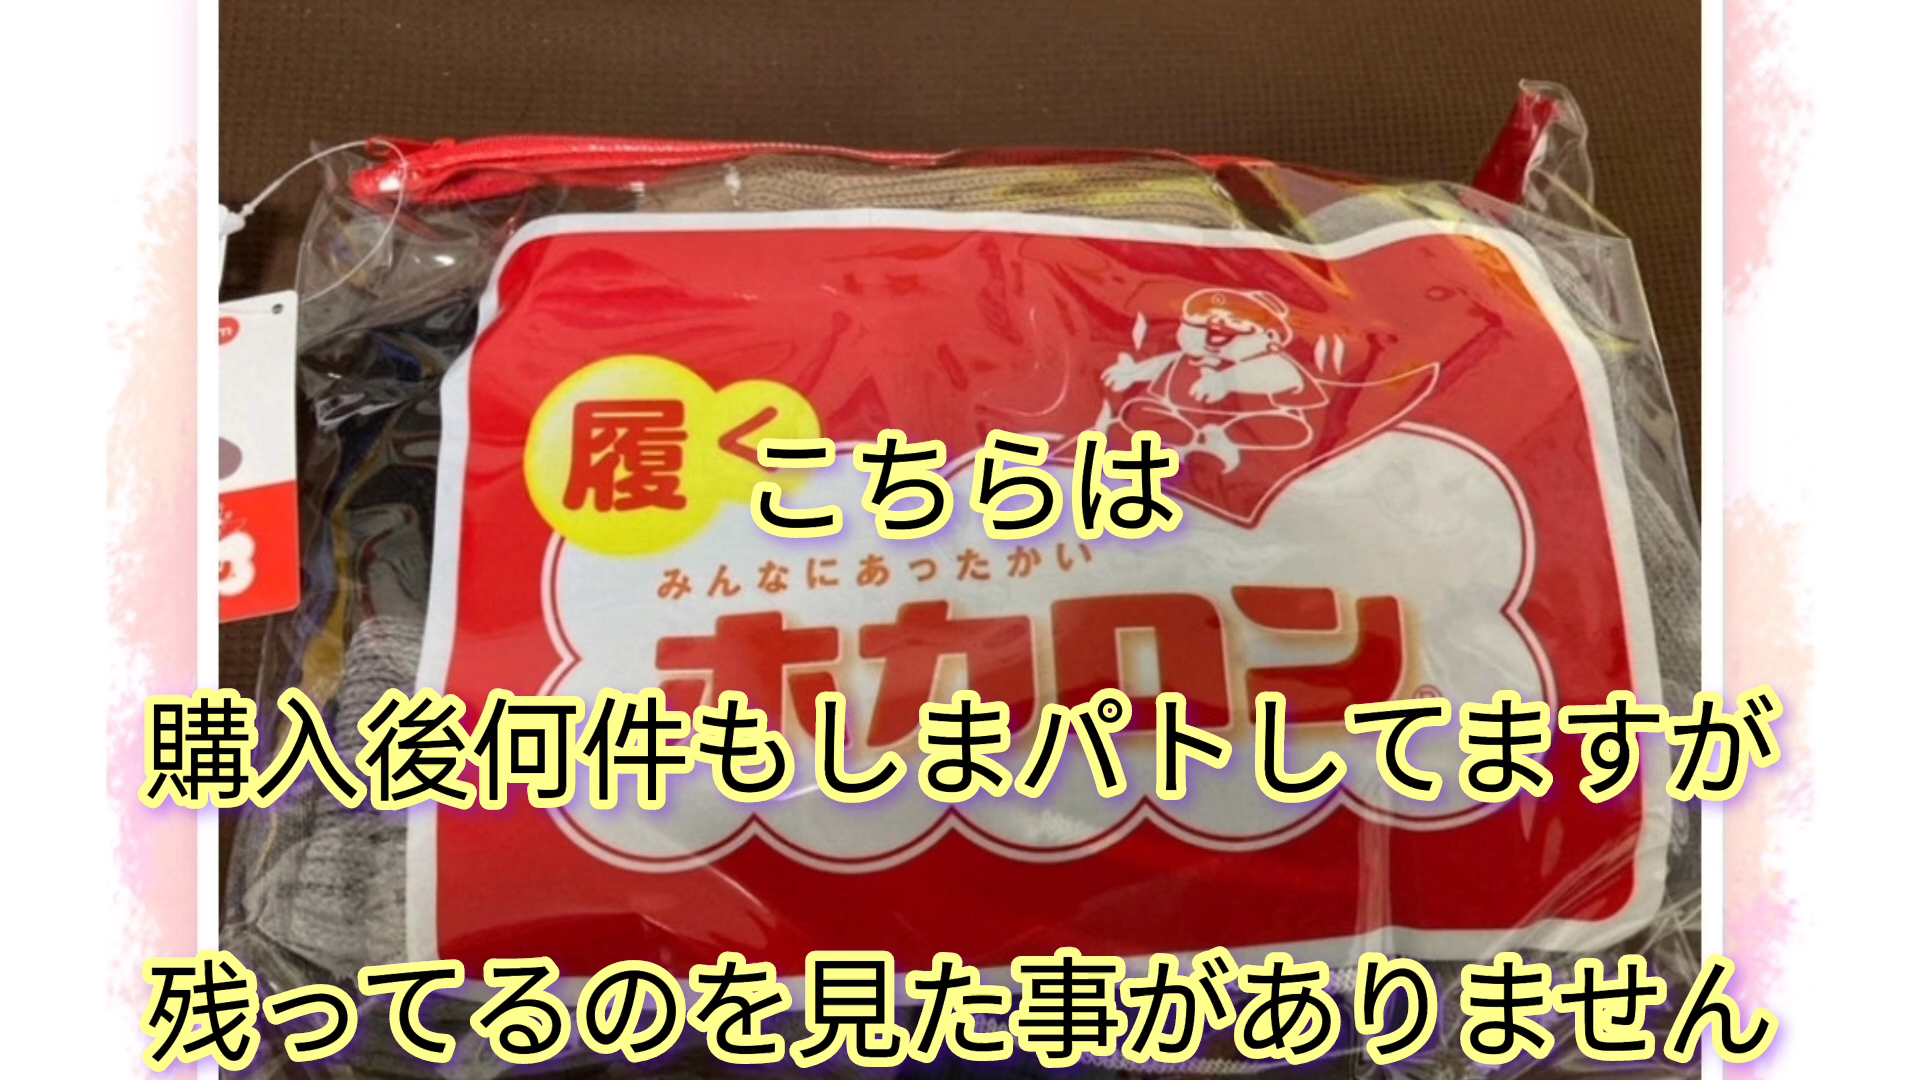 履く
みんなにあったかい
ホカロン
こちらは
購入後何件もしまパトしてますが
残ってるのを見た事がありません